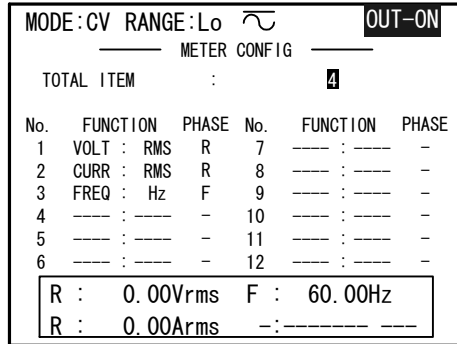 MODE:CV RANGE:Lo OUT-ON
METER CONFIG
TOTAL ITEM : 4
No. FUNCTION PHASE No. FUNCTION PHASE
1 VOLT : RMS R 7 ---- : ---- -
2 CURR : RMS R 8 ---- : ---- -
3 FREQ : Hz F 9 ---- : ---- -
4 ---- : ---- - 10 ---- : ---- -
5 ---- : ---- - 11 ---- : ---- -
6 ---- : ---- - 12 ---- : ---- -
R : 0.00Vrms F : 60.00Hz
R : 0.00Arms -:------- ---